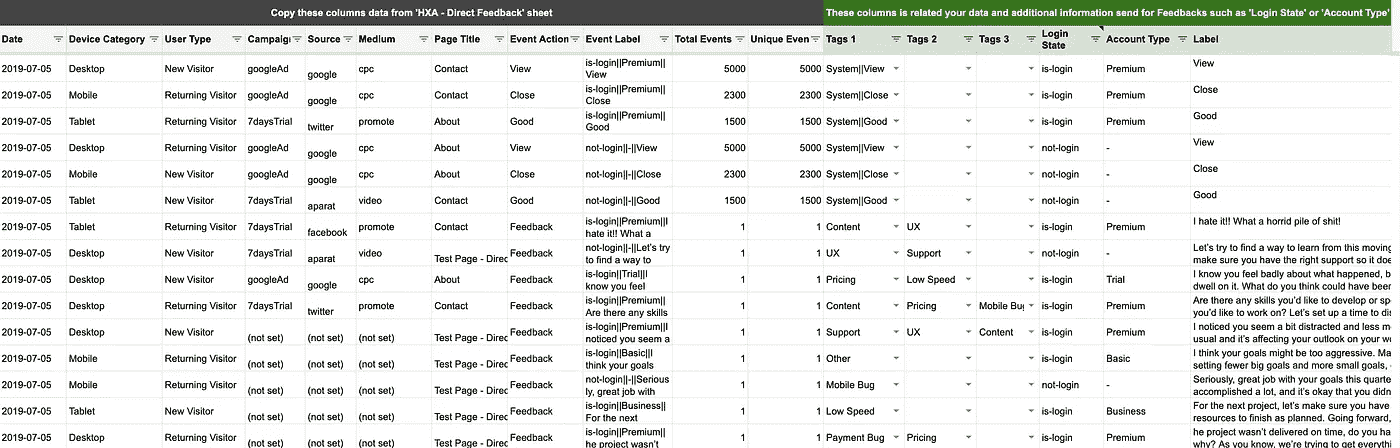 Copy these columns data from 'HXA - Direct Feedback' sheet These columns is related your data and additional information send for Feedbacks such as 'Login State' or 'Account Type'
Date Device Category User Type Campaig Source Medium Page Title Event Action Event Label Total Events Unique Even Tags 1 Tags 2 Tags 3 Login State Account Type Label
2019-07-05 Desktop New Visitor googleAd google cpc Contact View is-login||Premium||View 5000 5000 System||View is-login Premium View
2019-07-05 Mobile Returning Visitor googleAd google cpc Contact Close is-login||Premium||Close 2300 2300 System||Close is-login Premium Close
2019-07-05 Tablet Returning Visitor 7daysTrial twitter promote About Good is-login||Premium||Good 1500 1500 System||Good is-login Premium Good
2019-07-05 Desktop Returning Visitor googleAd google cpc About View not-login||-||View 5000 5000 System||View not-login - View
2019-07-05 Mobile New Visitor googleAd google cpc About Close not-login||-||Close 2300 2300 System||Close not-login - Close
2019-07-05 Tablet New Visitor 7daysTrial aparat video Contact Good not-login||-||Good 1500 1500 System||Good not-login - Good
2019-07-05 Tablet Returning Visitor 7daysTrial facebook promote Contact Feedback is-login||Premium||I hate it!! What a 1 1 Content UX is-login Premium I hate it!! What a horrid pile of shit!
2019-07-05 Desktop New Visitor 7daysTrial aparat video Test Page - Direc Feedback not-login||-||Let's try to find a way to 1 1 UX Support not-login - Let's try to find a way to learn from this moving
make sure you have the right support so it doe
2019-07-05 Desktop New Visitor googleAd google cpc About Feedback is-login||Trial||I know you feel 1 1 Pricing Low Speed is-login Trial I know you feel badly about what happened, b
dwell on it. What do you think could have been
2019-07-05 Desktop Returning Visitor 7daysTrial twitter promote Contact Feedback is-login||Premium||Are there any skills 1 1 Content Pricing Mobile Bug is-login Premium Are there any skills you'd like to develop or sp
you'd like to work on? Let's set up a time to dis
2019-07-05 Desktop New Visitor (not set) (not set) (not set) Test Page - Direc Feedback is-login||Premium||I noticed you seem a 1 1 Support UX Content is-login Premium I noticed you seem a bit distracted and less m
usual and it's affecting your outlook on your w
2019-07-05 Mobile Returning Visitor (not set) (not set) (not set) Test Page - Direc Feedback is-login||Basic||I think your goals 1 1 Other is-login Basic I think your goals might be too aggressive. Ma
setting fewer big goals and more small goals,
2019-07-05 Mobile Returning Visitor (not set) (not set) (not set) Test Page - Direc Feedback not-login||-||Seriously, great job with 1 1 Mobile Bug not-login - Seriously, great job with your goals this quarte
accomplished a lot, and it's okay that you didn
2019-07-05 Tablet New Visitor (not set) (not set) (not set) Test Page - Direc Feedback is-login||Business||For the next 1 1 Low Speed is-login Business For the next project, let's make sure you have
resources to finish as planned. Going forward,
2019-07-05 Desktop Returning Visitor (not set) (not set) (not set) Test Page - Direc Feedback is-login||Premium||he project wasn't 1 1 Payment Bug Pricing is-login Premium he project wasn't delivered on time, do you ha
why? As you know, we're trying to get everythi